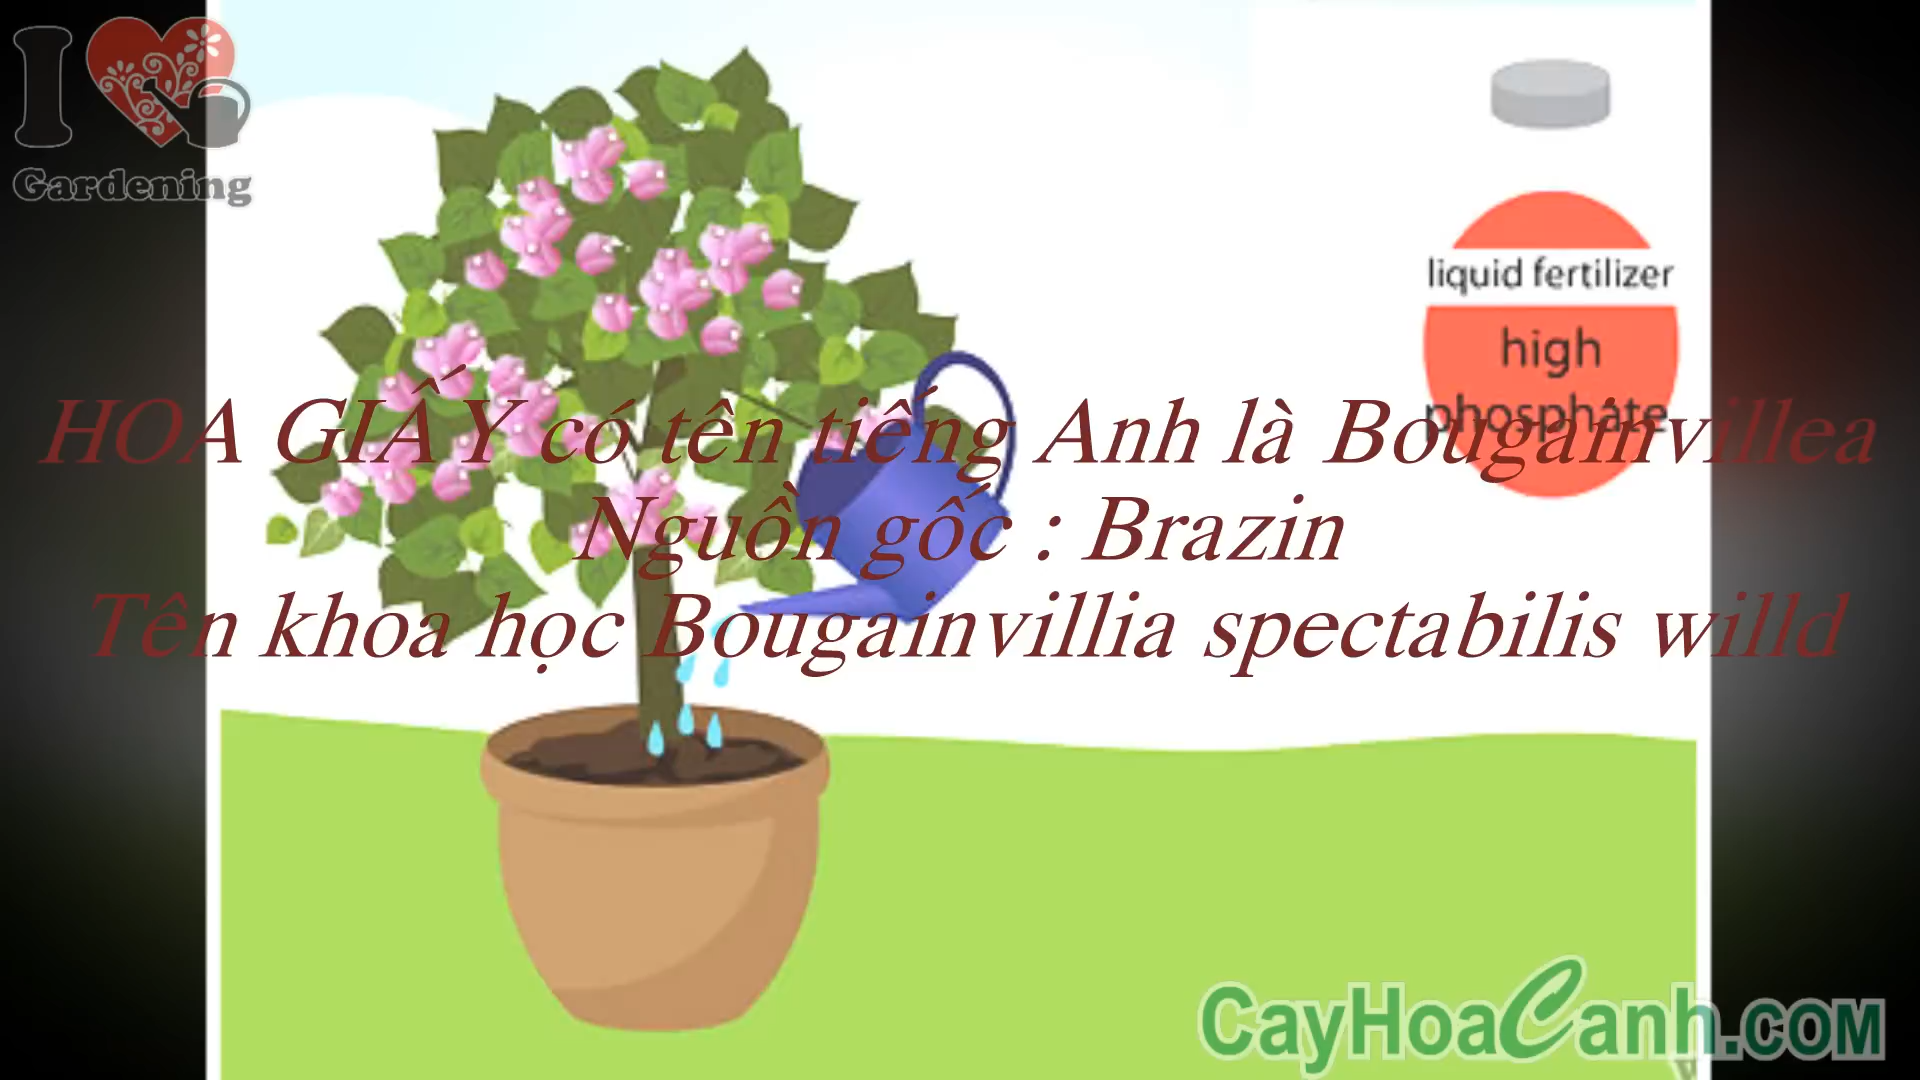 I
Gardening
liquid fertilizer
high
phosphate
HOA GIẤY có tên tiếng Anh là Bougainvillea
Nguồn gốc : Brazin
Tên khoa học Bougainvillia spectabilis willd
CayHoaCanh.COM